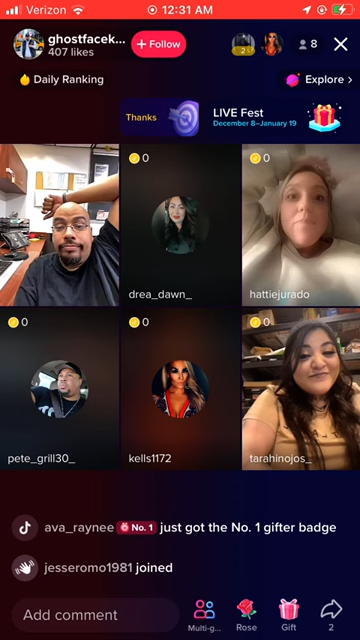 Verizon 12:31 AM
ghostfacek... + Follow 8
407 likes
2
Daily Ranking Explore >
Thanks LIVE Fest
December 8–January 19
0 0
drea_dawn_ hattiejurado
0 0 0
pete_grill30_ kells1172 tarahinojos_
ava_raynee No. 1 just got the No. 1 gifter badge
jesseromo1981 joined
Add comment Multi-g... Rose Gift 2